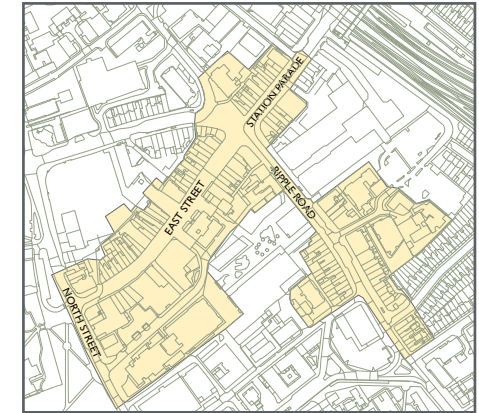 STATION PARADE
RIPPLE ROAD
EAST STREET
NORTH STREET